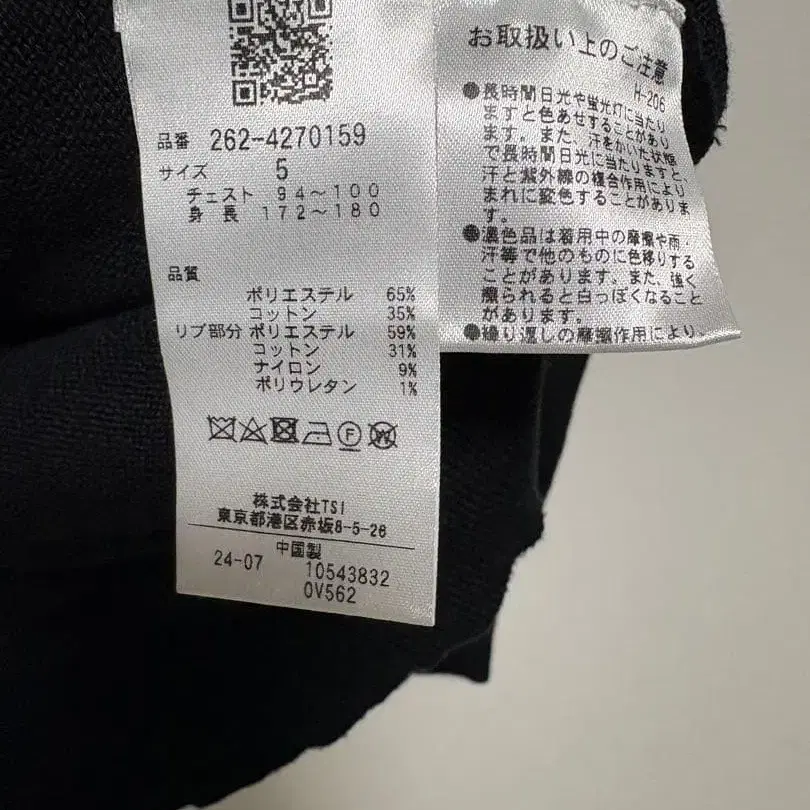 品番 262-4270159
サイズ 5
チェスト 94～100
身長 172～180
品質
ポリエステル 65%
コットン 35%
リブ部分 ポリエステル 59%
コットン 31%
ナイロン 9%
ポリウレタン 1%
株式会社TSI
東京都港区赤坂8-5-26
中国製
24-07 10543832
0V562
お取扱い上のご注意
H-206
●長時間日光や蛍光灯に当たり
ますと色あせすることがあり
ます。また、汗をかいた状態
で長時間日光に当たりますと、
汗と紫外線の複合作用により
まれに変色することがありま
す。
●濃色品は着用中の摩擦や雨・
汗等で他のものに色移りする
ことがあります。また、強く
擦られると白っぽくなること
があります。
●繰り返しの摩擦作用により、